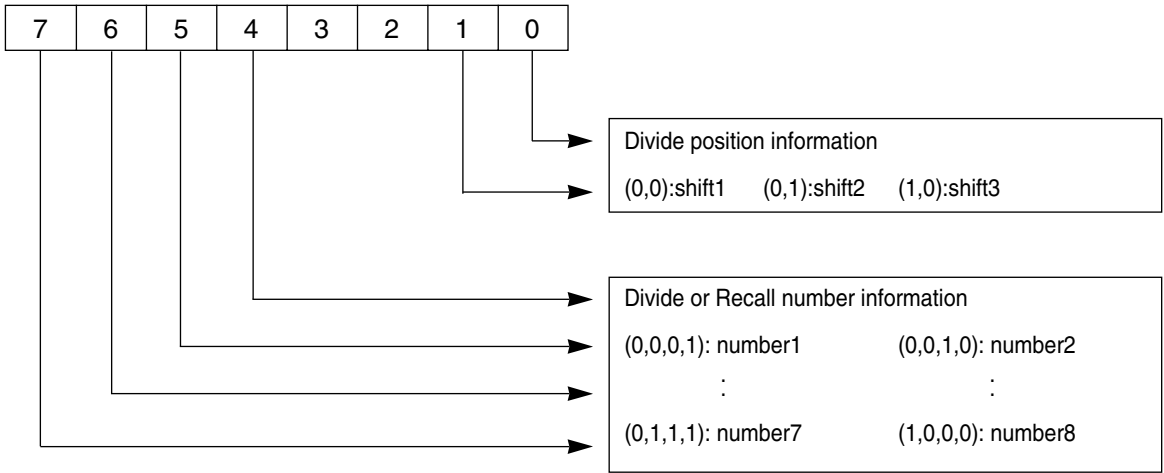 7 6 5 4 3 2 1 0
Divide position information
(0,0):shift1 (0,1):shift2 (1,0):shift3
Divide or Recall number information
(0,0,0,1): number1 (0,0,1,0): number2
: :
(0,1,1,1): number7 (1,0,0,0): number8